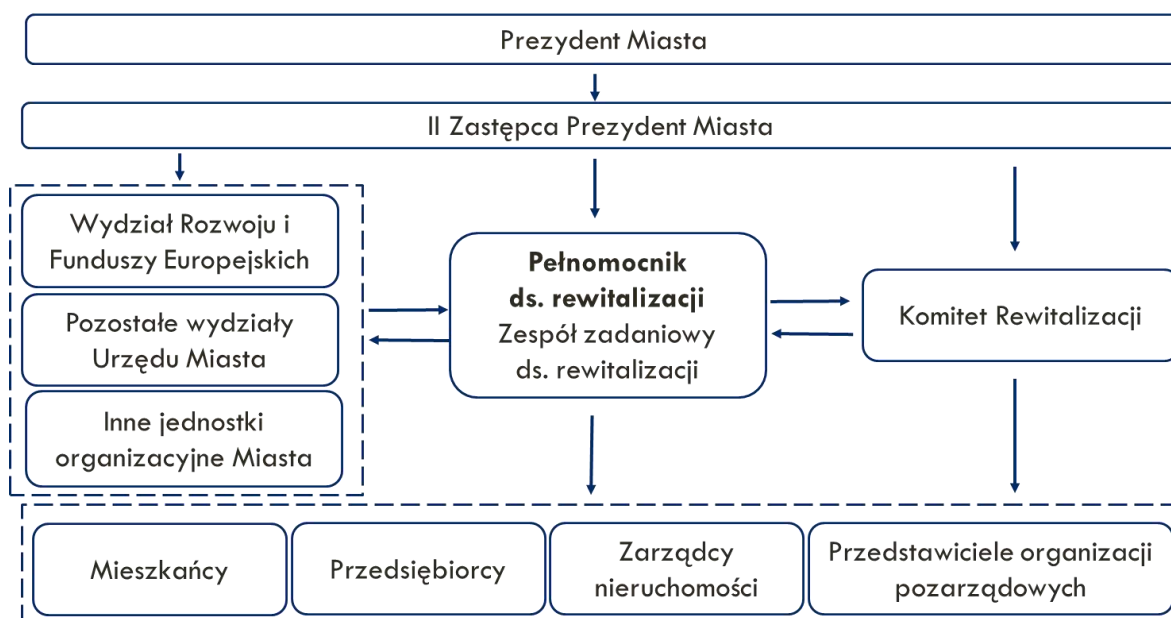 Prezydent Miasta
II Zastępca Prezydent Miasta
Wydział Rozwoju i
Funduszy Europejskich
Pozostałe wydziały
Urzędu Miasta
Inne jednostki
organizacyjne Miasta
Pełnomocnik
ds. rewitalizacji
Zespół zadaniowy
ds. rewitalizacji
Komitet Rewitalizacji
Mieszkańcy
Przedsiębiorcy
Zarządcy
nieruchomości
Przedstawiciele organizacji
pozarządowych